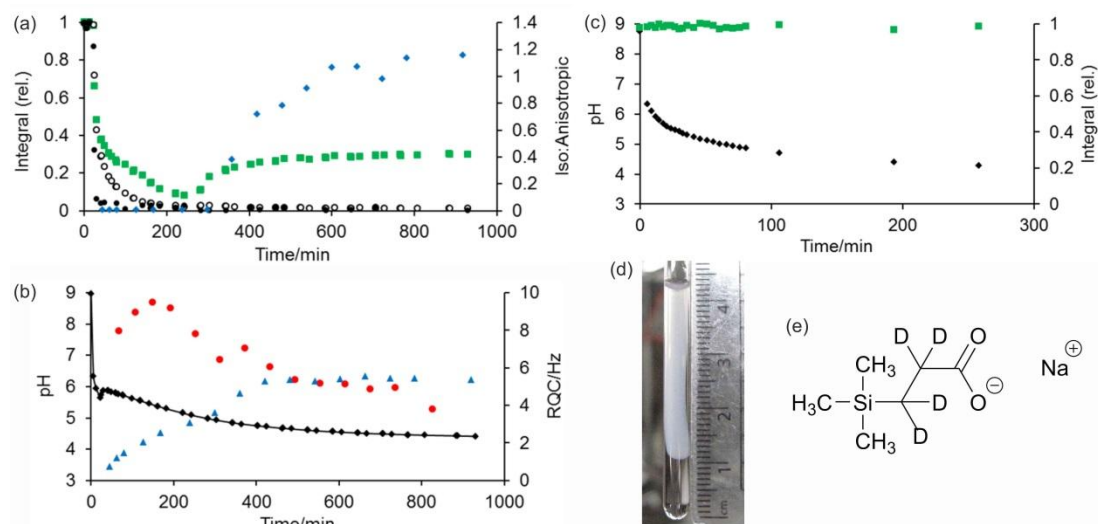 (a)
Integral (rel.)
1
0.8
0.6
0.4
0.2
0
0 200 400 600 800 1000
Time/min
1.4
1.2
1
0.8
0.6
0.4
0.2
0
Iso:Anisotropic
(c)
pH
9
8
7
6
5
4
3
0 100 200 300
Time/min
1
0.8
0.6
0.4
0.2
0
Integral (rel.)
(b)
pH
9
8
7
6
5
4
3
0 200 400 600 800 1000
Time/min
10
8
6
4
2
0
RQC/Hz
(d)
4
3
2
1
cm
(e)
D D O
CH₃
H₃C Si O⊖ Na⊕
D
CH₃ D